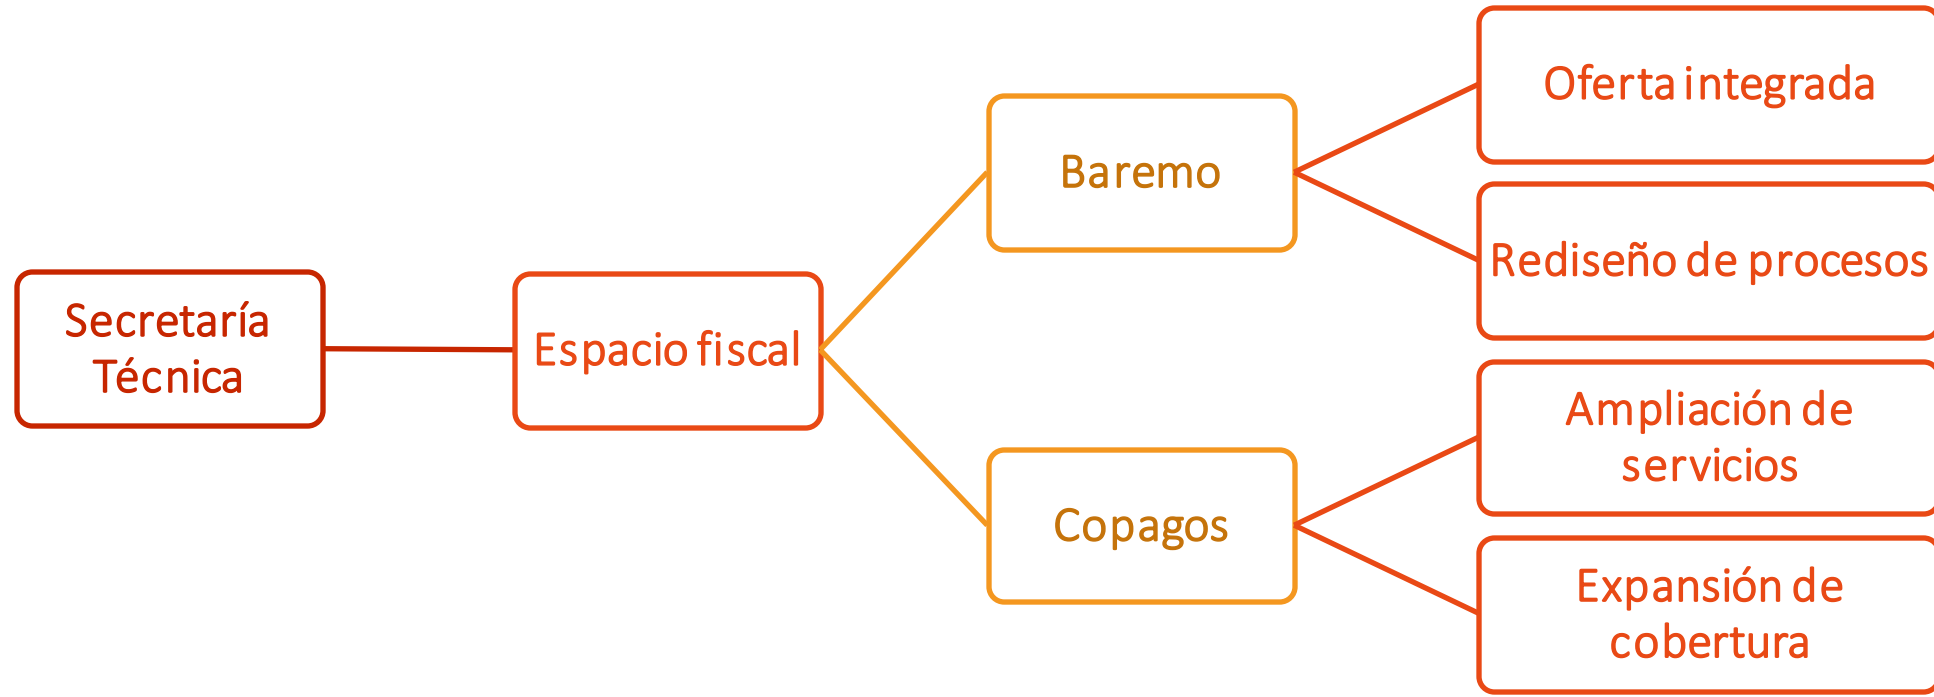 Secretaría
Técnica
Espacio fiscal
Baremo
Oferta integrada
Rediseño de procesos
Copagos
Ampliación de
servicios
Expansión de
cobertura